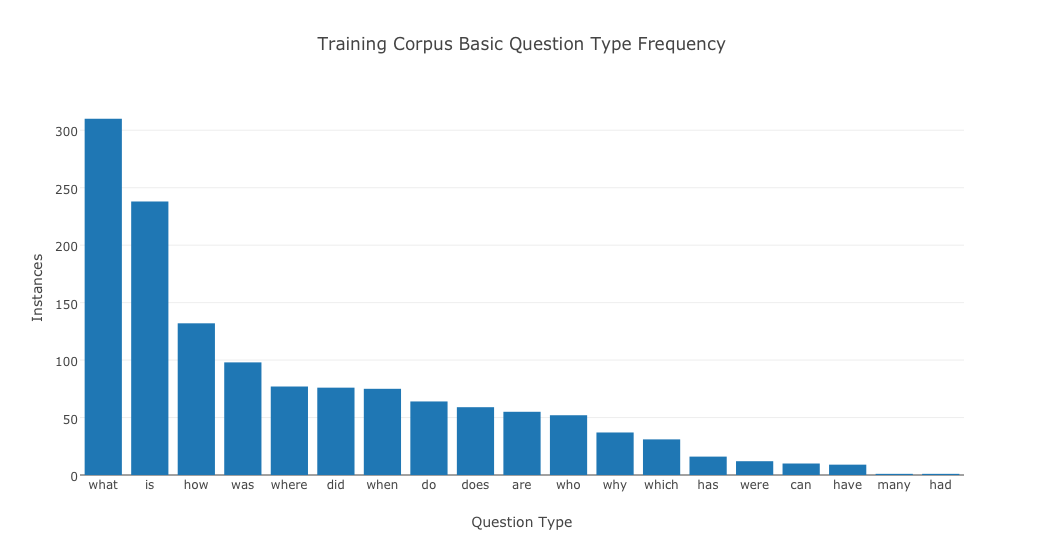 Training Corpus Basic Question Type Frequency
300
250
200
150
100
50
0
Instances
what is how was where did when do does are who why which has were can have many had
Question Type